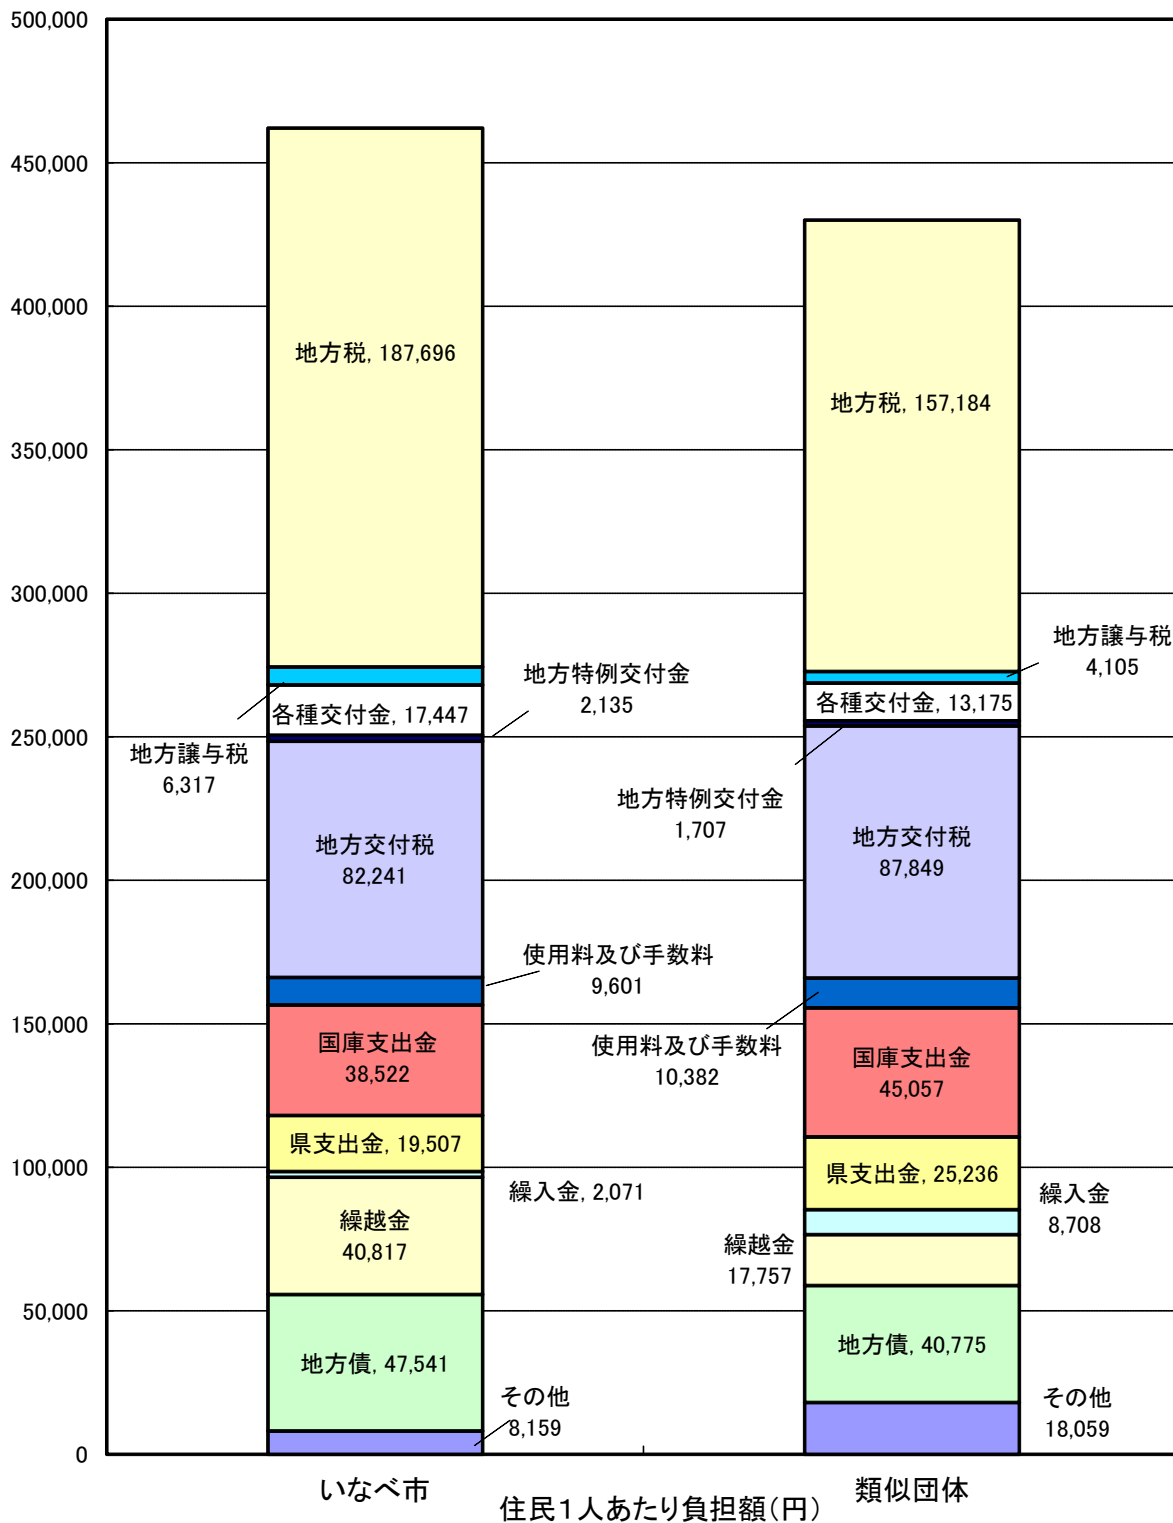 500,000
450,000
400,000
350,000
300,000
250,000
200,000
150,000
100,000
50,000
0
地方税, 187,696
地方譲与税
6,317
各種交付金, 17,447
地方特例交付金
2,135
地方交付税
82,241
使用料及び手数料
9,601
国庫支出金
38,522
県支出金, 19,507
繰入金, 2,071
繰越金
40,817
地方債, 47,541
その他
8,159
地方税, 157,184
地方譲与税
4,105
各種交付金, 13,175
地方特例交付金
1,707
地方交付税
87,849
使用料及び手数料
10,382
国庫支出金
45,057
県支出金, 25,236
繰入金
8,708
繰越金
17,757
地方債, 40,775
その他
18,059
いなべ市
類似団体
住民1人あたり負担額(円)